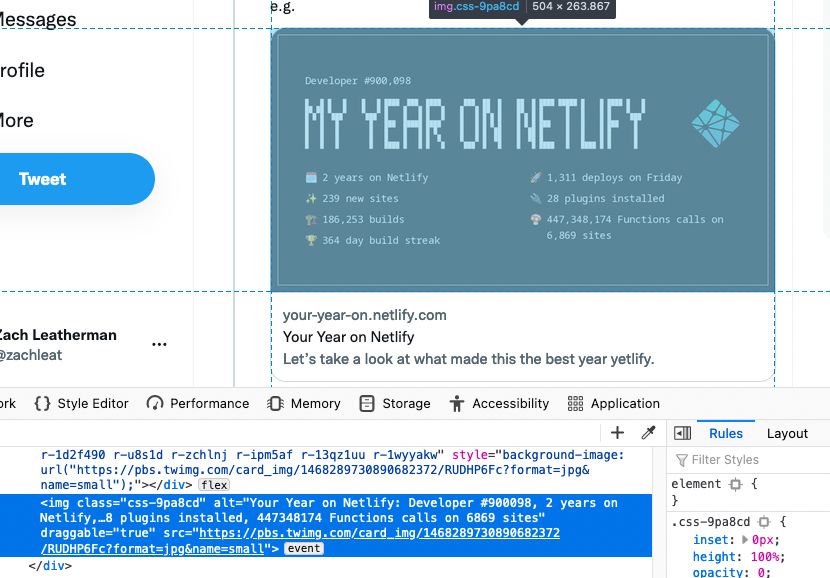 e.g.
img.css-9pa8cd 504 × 263.867
Messages
rofile
More
Tweet
Developer #900,098
MY YEAR ON NETLIFY
2 years on Netlify
239 new sites
186,253 builds
364 day build streak
1,311 deploys on Friday
28 plugins installed
447,348,174 Functions calls on
6,869 sites
your-year-on.netlify.com
Your Year on Netlify
Let's take a look at what made this the best year yetlify.
Zach Leatherman
@zachleat
...
ork {} Style Editor Performance Memory Storage Accessibility Application
+ Rules Layout
r-1d2f490 r-u8s1d r-zchlnj r-ipm5af r-13qz1uu r-1wyyakw" style="background-image:
url("https://pbs.twimg.com/card_img/1468289730890682372/RUDHP6Fc?format=jpg&
name=small");"></div> flex
<img class="css-9pa8cd" alt="Your Year on Netlify: Developer #900098, 2 years on
Netlify,…8 plugins installed, 447348174 Functions calls on 6869 sites"
draggable="true" src="https://pbs.twimg.com/card_img/1468289730890682372
/RUDHP6Fc?format=jpg&name=small"> event
</div>
Filter Styles
element {
}
.css-9pa8cd {
inset: 0px;
height: 100%;
opacity: 0;